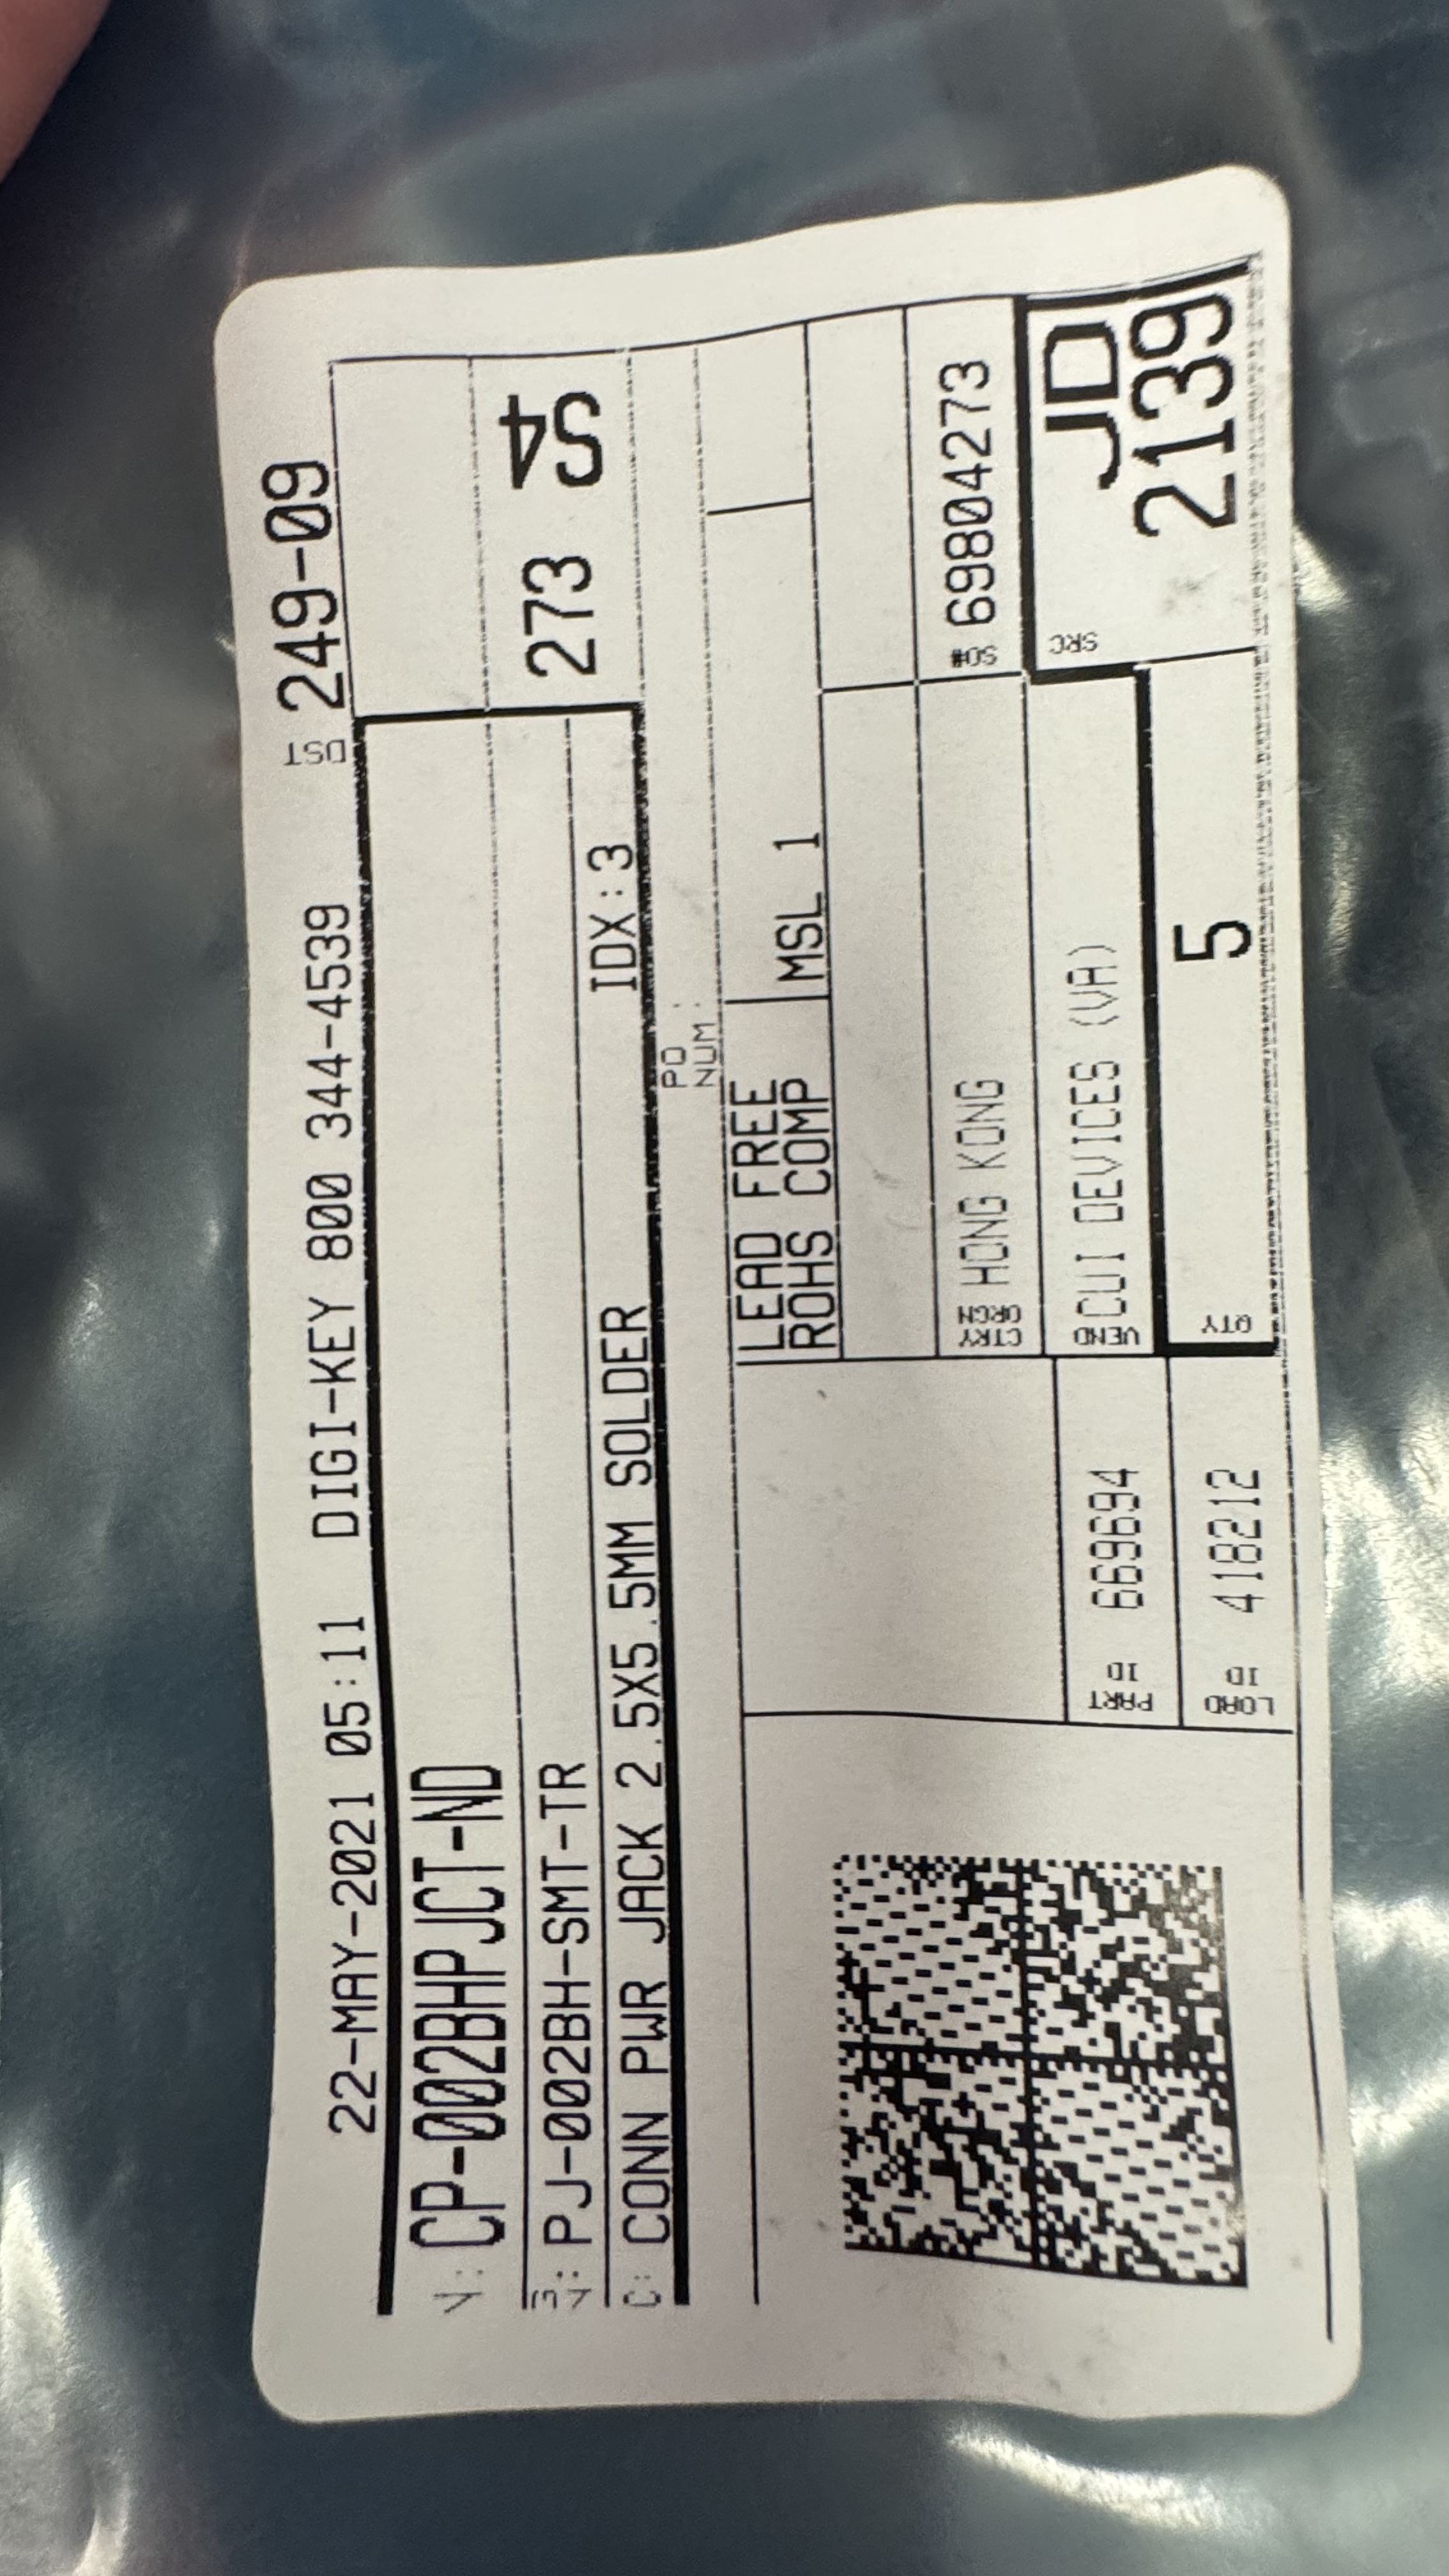 22-MAY-2021 05:11 DIGI-KEY 800 344-4539 DST 249-09
CP-002BHPJCT-ND
PJ-002BH-SMT-TR
273 S4
IDX:3
C: CONN PWR JACK 2.5X5.5MM SOLDER
PO
NUM:
LEAD FREE
ROHS COMP
MSL 1
CTRY
ORGN HONG KONG
SO# 69804273
VEND CUI DEVICES (VA)
SRC JD
2139
PART
ID 669694
LOAD
ID 418212
QTY 5